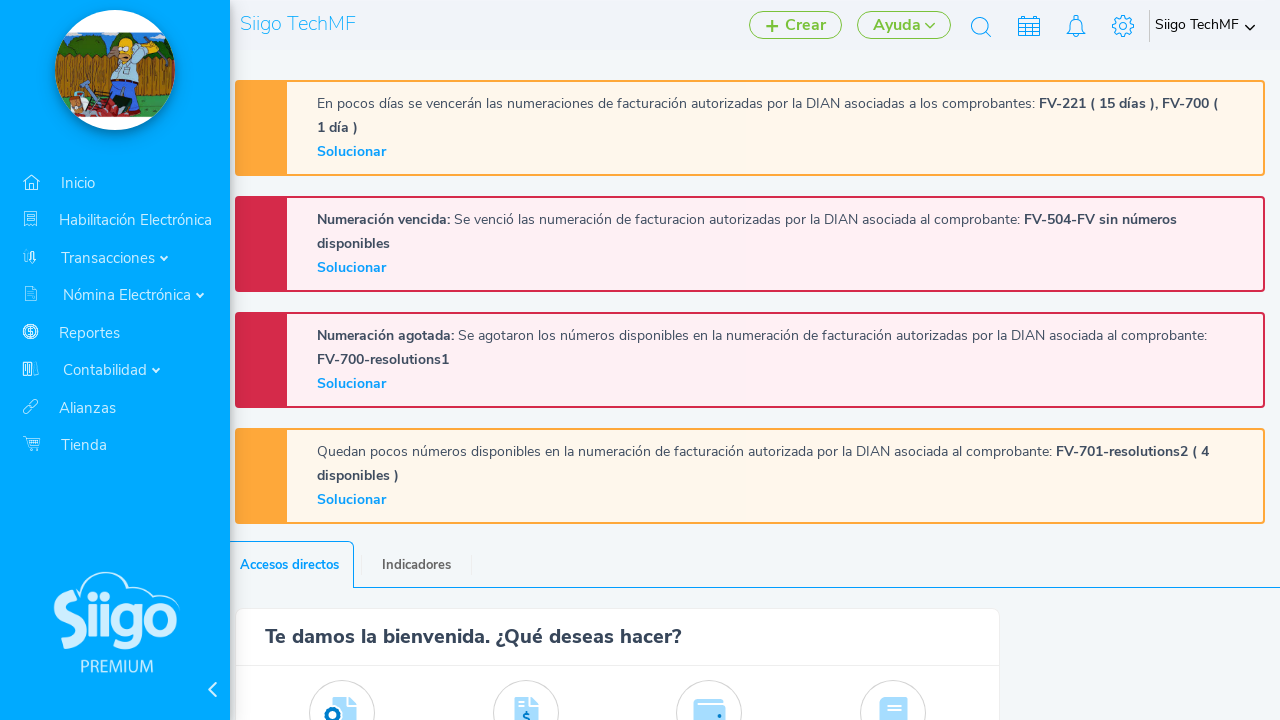 Siigo TechMF
Crear
Ayuda
Siigo TechMF
Inicio
Habilitación Electrónica
Transacciones
Nómina Electrónica
Reportes
Contabilidad
Alianzas
Tienda
Siigo
PREMIUM
En pocos días se vencerán las numeraciones de facturación autorizadas por la DIAN asociadas a los comprobantes: FV-221 ( 15 días ), FV-700 (
1 día )
Solucionar
Numeración vencida: Se venció las numeración de facturacion autorizadas por la DIAN asociada al comprobante: FV-504-FV sin números
disponibles
Solucionar
Numeración agotada: Se agotaron los números disponibles en la numeración de facturación autorizadas por la DIAN asociada al comprobante:
FV-700-resolutions1
Solucionar
Quedan pocos números disponibles en la numeración de facturación autorizada por la DIAN asociada al comprobante: FV-701-resolutions2 ( 4
disponibles )
Solucionar
Accesos directos
Indicadores
Te damos la bienvenida. ¿Qué deseas hacer?